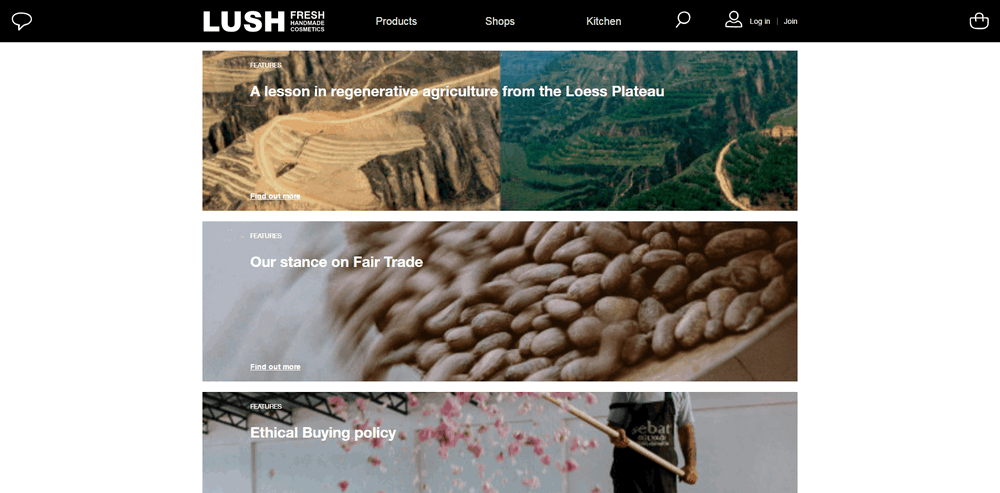 LUSH FRESH HANDMADE COSMETICS
Products
Shops
Kitchen
Log in | Join
FEATURES
A lesson in regenerative agriculture from the Loess Plateau
Find out more
FEATURES
Our stance on Fair Trade
Find out more
FEATURES
Ethical Buying policy
sebat